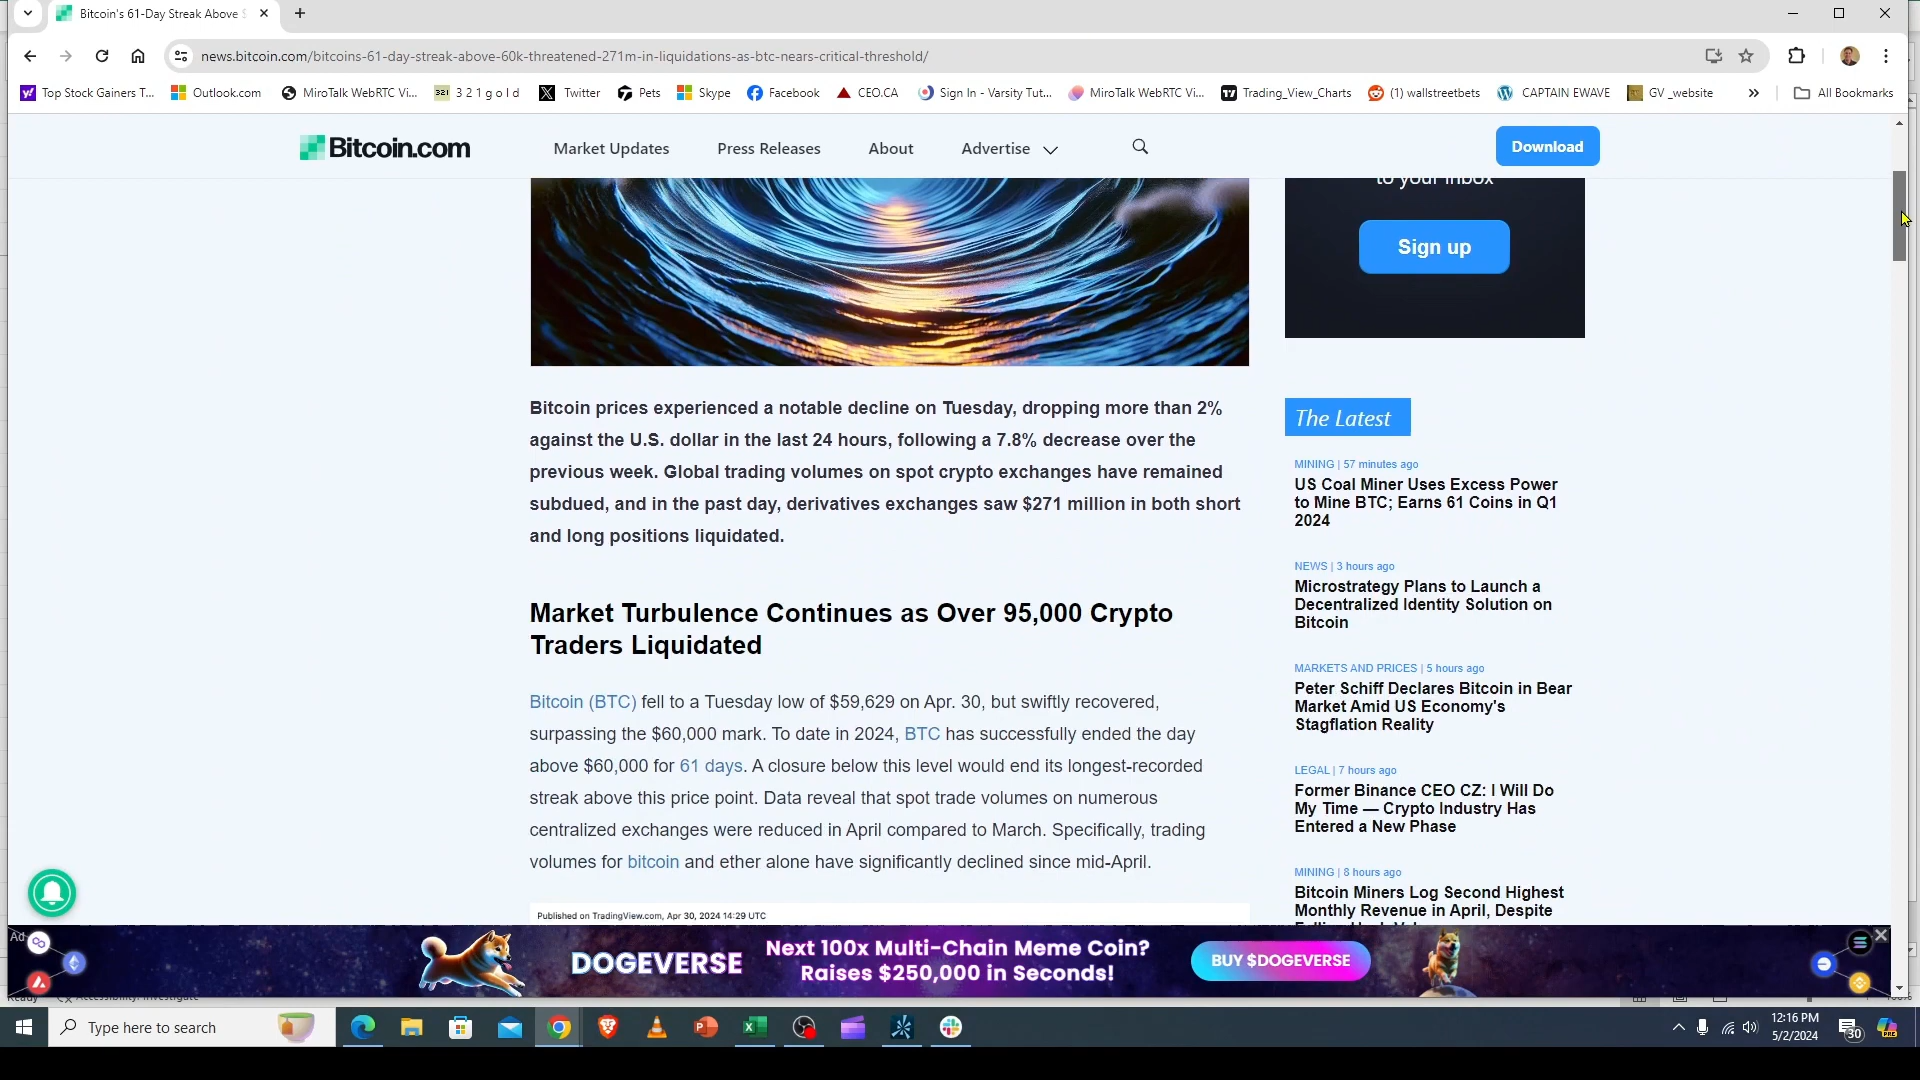 Bitcoin's 61-Day Streak Above
news.bitcoin.com/bitcoins-61-day-streak-above-60k-threatened-271m-in-liquidations-as-btc-nears-critical-threshold/
Top Stock Gainers T... Outlook.com MiroTalk WebRTC Vi... 3 2 1 g o l d Twitter Pets Skype Facebook CEO.CA Sign In - Varsity Tut... MiroTalk WebRTC Vi... Trading_View_Charts (1) wallstreetbets CAPTAIN EWAVE GV _website » All Bookmarks
Bitcoin.com Market Updates Press Releases About Advertise Download
to your inbox
Sign up
Bitcoin prices experienced a notable decline on Tuesday, dropping more than 2%
against the U.S. dollar in the last 24 hours, following a 7.8% decrease over the
previous week. Global trading volumes on spot crypto exchanges have remained
subdued, and in the past day, derivatives exchanges saw $271 million in both short
and long positions liquidated.
Market Turbulence Continues as Over 95,000 Crypto
Traders Liquidated
Bitcoin (BTC) fell to a Tuesday low of $59,629 on Apr. 30, but swiftly recovered,
surpassing the $60,000 mark. To date in 2024, BTC has successfully ended the day
above $60,000 for 61 days. A closure below this level would end its longest-recorded
streak above this price point. Data reveal that spot trade volumes on numerous
centralized exchanges were reduced in April compared to March. Specifically, trading
volumes for bitcoin and ether alone have significantly declined since mid-April.
Published on TradingView.com, Apr 30, 2024 14:29 UTC
The Latest
MINING | 57 minutes ago
US Coal Miner Uses Excess Power
to Mine BTC; Earns 61 Coins in Q1
2024
NEWS | 3 hours ago
Microstrategy Plans to Launch a
Decentralized Identity Solution on
Bitcoin
MARKETS AND PRICES | 5 hours ago
Peter Schiff Declares Bitcoin in Bear
Market Amid US Economy's
Stagflation Reality
LEGAL | 7 hours ago
Former Binance CEO CZ: I Will Do
My Time — Crypto Industry Has
Entered a New Phase
MINING | 8 hours ago
Bitcoin Miners Log Second Highest
Monthly Revenue in April, Despite
Ad
DOGEVERSE
Next 100x Multi-Chain Meme Coin?
Raises $250,000 in Seconds!
BUY $DOGEVERSE
Type here to search
12:16 PM
5/2/2024
30